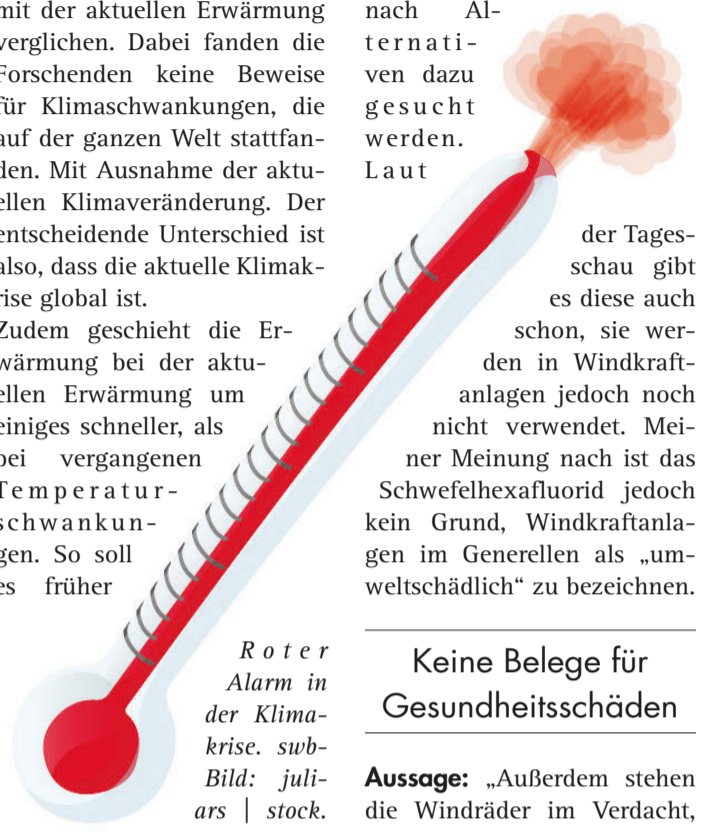 mit der aktuellen Erwärmung
verglichen. Dabei fanden die
Forschenden keine Beweise
für Klimaschwankungen, die
auf der ganzen Welt stattfan-
den. Mit Ausnahme der aktu-
ellen Klimaveränderung. Der
entscheidende Unterschied ist
also, dass die aktuelle Klimak-
rise global ist.
Zudem geschieht die Er-
wärmung bei der aktu-
ellen Erwärmung um
einiges schneller, als
bei vergangenen
Temperatur-
schwankun-
gen. So soll
es früher
Roter
Alarm in
der Klima-
krise. swb-
Bild: juli-
ars | stock.
nach Al-
ternati-
ven dazu
gesucht
werden.
Laut
der Tages-
schau gibt
es diese auch
schon, sie wer-
den in Windkraft-
anlagen jedoch noch
nicht verwendet. Mei-
ner Meinung nach ist das
Schwefelhexafluorid jedoch
kein Grund, Windkraftanla-
gen im Generellen als „um-
weltschädlich“ zu bezeichnen.
Keine Belege für
Gesundheitsschäden
Aussage: „Außerdem stehen
die Windräder im Verdacht,